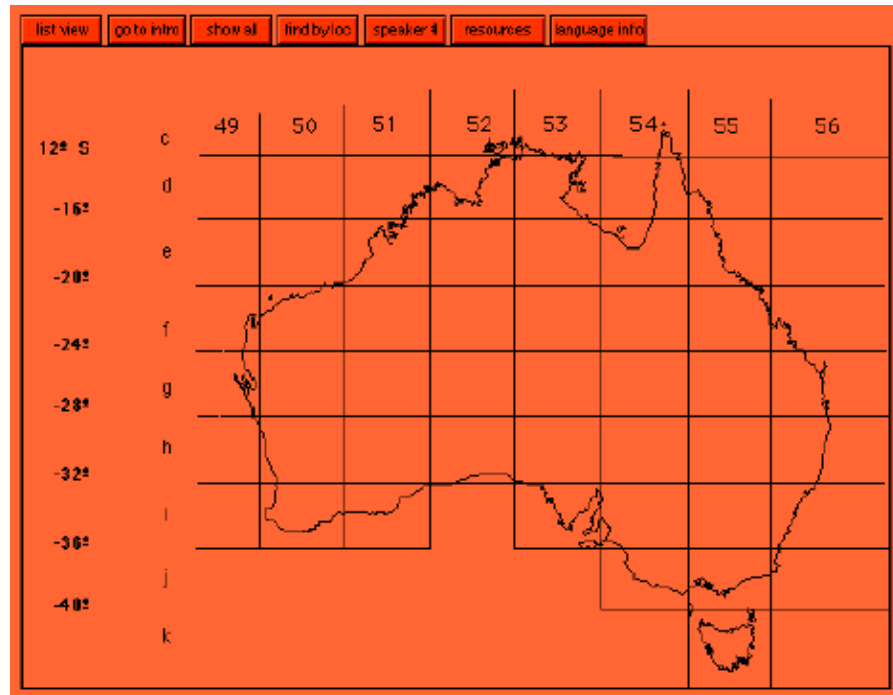 list view go to intro show all find by loc speaker # resources language info
49 50 51 52 53 54 55 56
c
12º S
d
-16º
e
-20º
f
-24º
g
-28º
h
-32º
i
-36º
j
-40º
k